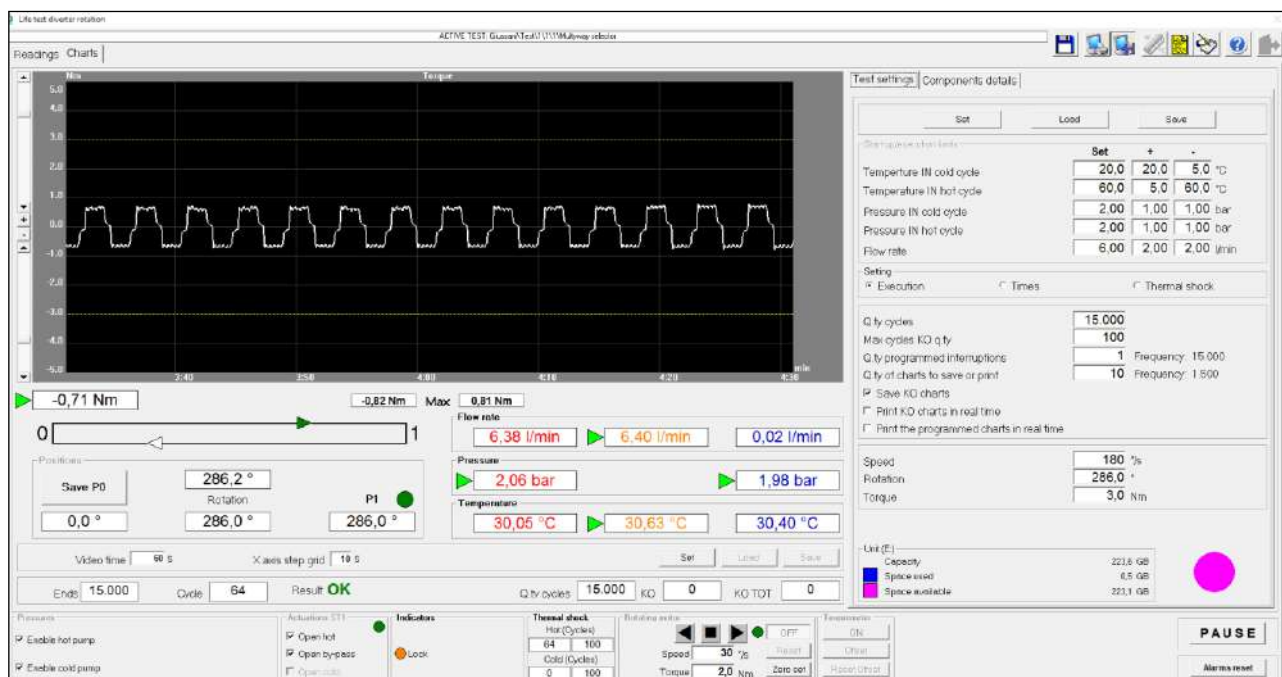 Life test diverter rotation
ACTIVE TEST: Giussani\Test\1\1\1\Multyway selector
Readings Charts
Nm Torque
5.0
4.0
3.0
2.0
1.0
0.0
-1.0
-2.0
-3.0
-4.0
-5.0
2:40 3:50 4:00 4:10 4:20 4:30 min
+
-
-0,71 Nm -0,82 Nm Max 0,81 Nm
0 1
Flow rate
6,38 l/min 6,40 l/min 0,02 l/min
Positions
Save P0 286,2 ° P1
Rotation
0,0 ° 286,0 ° 286,0 °
Pressure
2,06 bar 1,98 bar
Temperature
30,05 °C 30,63 °C 30,40 °C
Video time 60 S X axes step grid 10 S Set Load Save
Ends 15.000 Cycle 64 Result OK Q.ty cycles 15.000 KO 0 KO TOT 0
Test settings Components details
Set Load Save
Set + -
Temperture IN cold cycle 20,0 20,0 5,0 °C
Temperature IN hot cycle 60,0 5,0 60,0 °C
Pressure IN cold cycle 2,00 1,00 1,00 bar
Pressure IN hot cycle 2,00 1,00 1,00 bar
Flow rate 6,00 2,00 2,00 l/min
Seting
Execution Times Thermal shock
Q.ty cycles 15.000
Max cycles KO q.ty 100
Q.ty programmed interruptions 1 Frequency: 15.000
Q.ty of charts to save or print 10 Frequency: 1.500
Save KO charts
Print KO charts in real time
Print the programmed charts in real time
Speed 180 °/s
Rotation 286,0 °
Torque 3,0 Nm
Unit (E:)
Capacity 223,6 GB
Space used 0,5 GB
Space available 223,1 GB
Pressures
Enable hot pump
Enable cold pump
Actuations ST1
Open hot
Open by-pass
Open cold
Indicators
Lock
Thermal shock
Hot (Cycles)
64 100
Cold (Cycles)
0 100
Rotating motor
OFF
Speed 30 °/s Reset
Torque 2,0 Nm Zero set
Torquemeter
ON
Offset
Reset Offset
PAUSE
Alarms reset